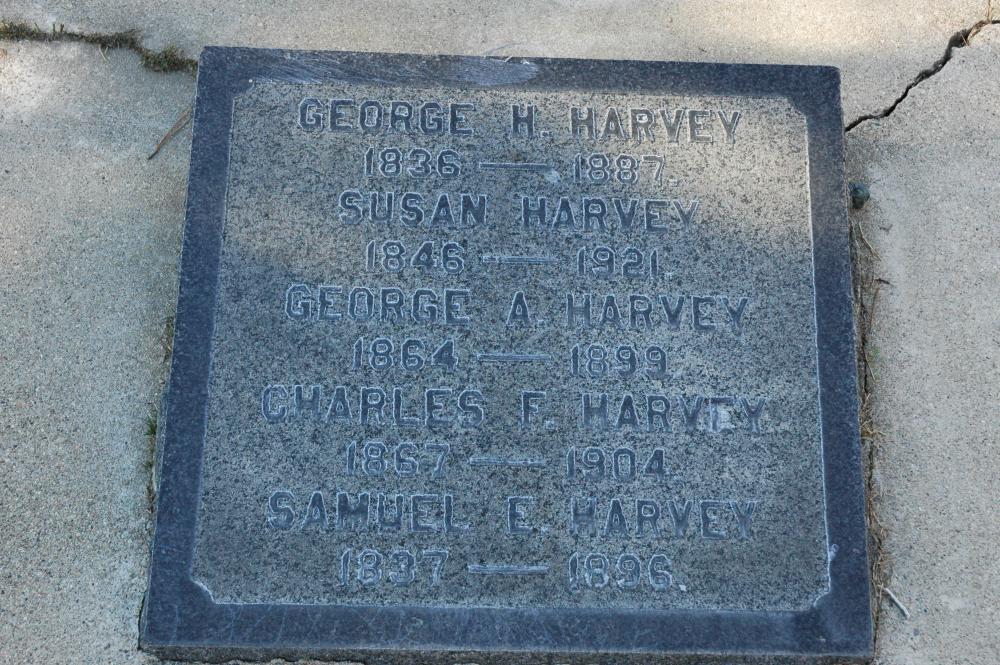 GEORGE H. HARVEY
1836 — 1887.
SUSAN HARVEY
1846 — 1921.
GEORGE A. HARVEY
1864 — 1899.
CHARLES F. HARVEY
1867 — 1904.
SAMUEL E. HARVEY
1837 — 1896.